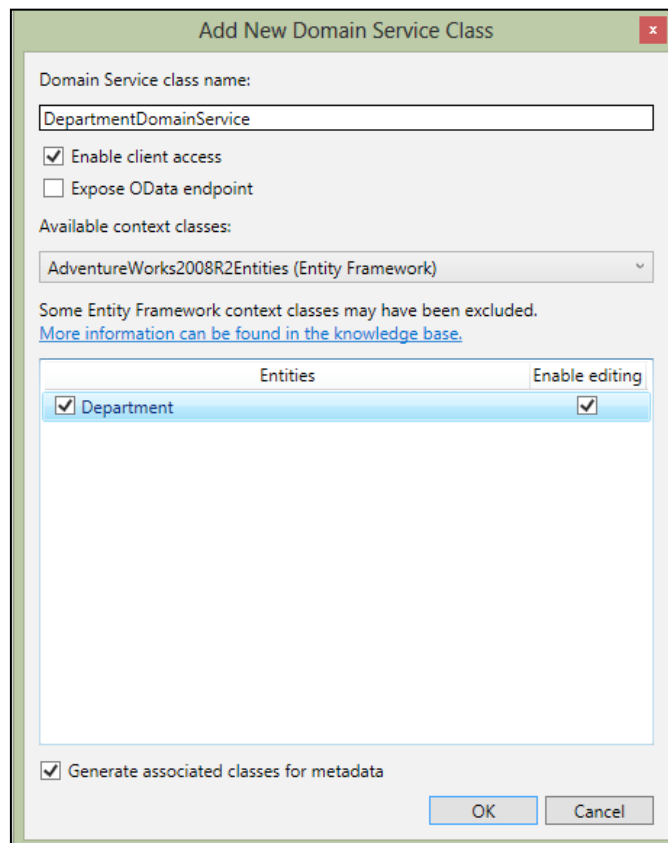 Add New Domain Service Class
x
Domain Service class name:
DepartmentDomainService
Enable client access
Expose OData endpoint
Available context classes:
AdventureWorks2008R2Entities (Entity Framework)
Some Entity Framework context classes may have been excluded.
More information can be found in the knowledge base.
Entities Enable editing
Department
Generate associated classes for metadata
OK Cancel